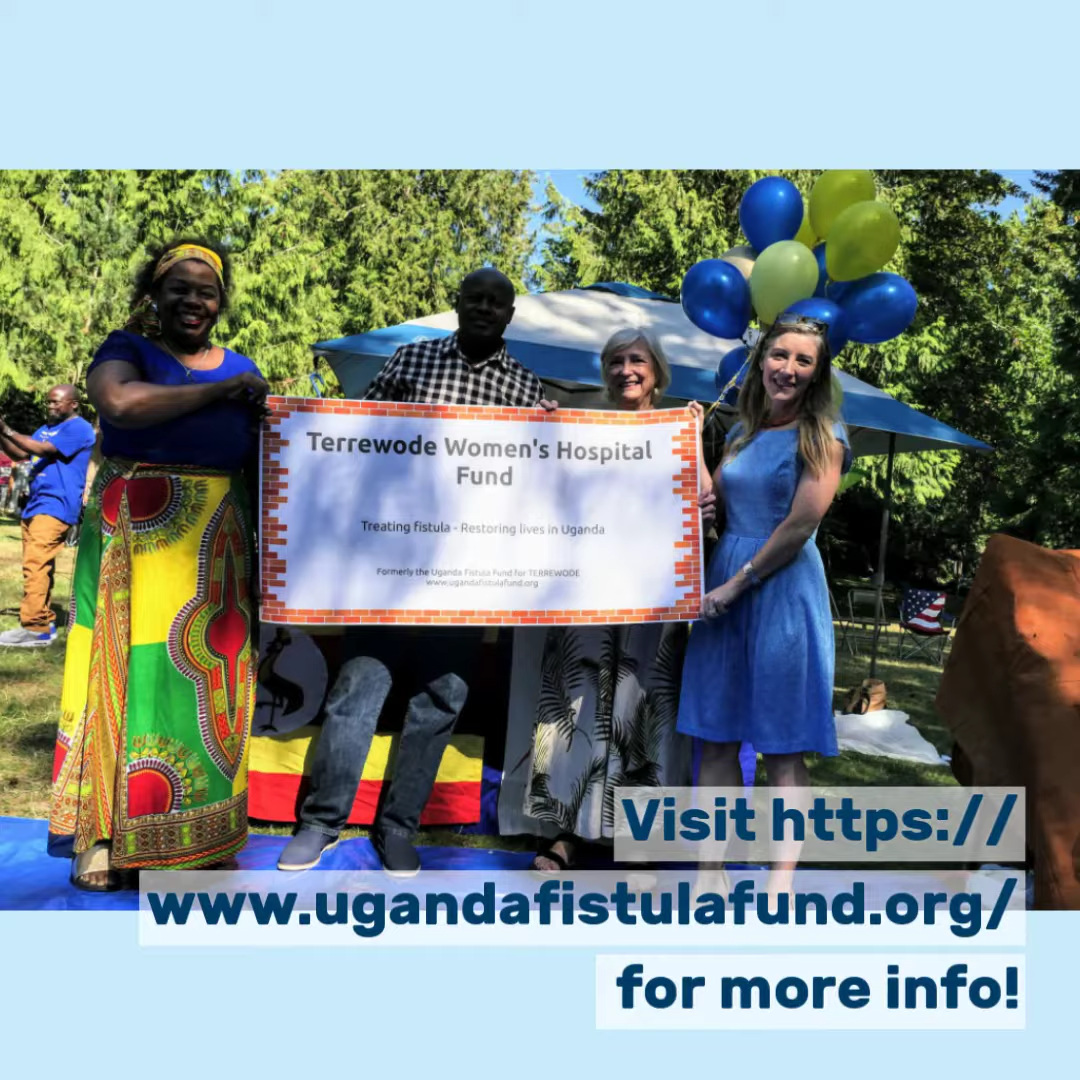 Terrewode Women's Hospital
Fund
Treating fistula - Restoring lives in Uganda
Formerly the Uganda Fistula Fund for TERREWODE
www.ugandafistulafund.org
Visit https://
www.ugandafistulafund.org/
for more info!